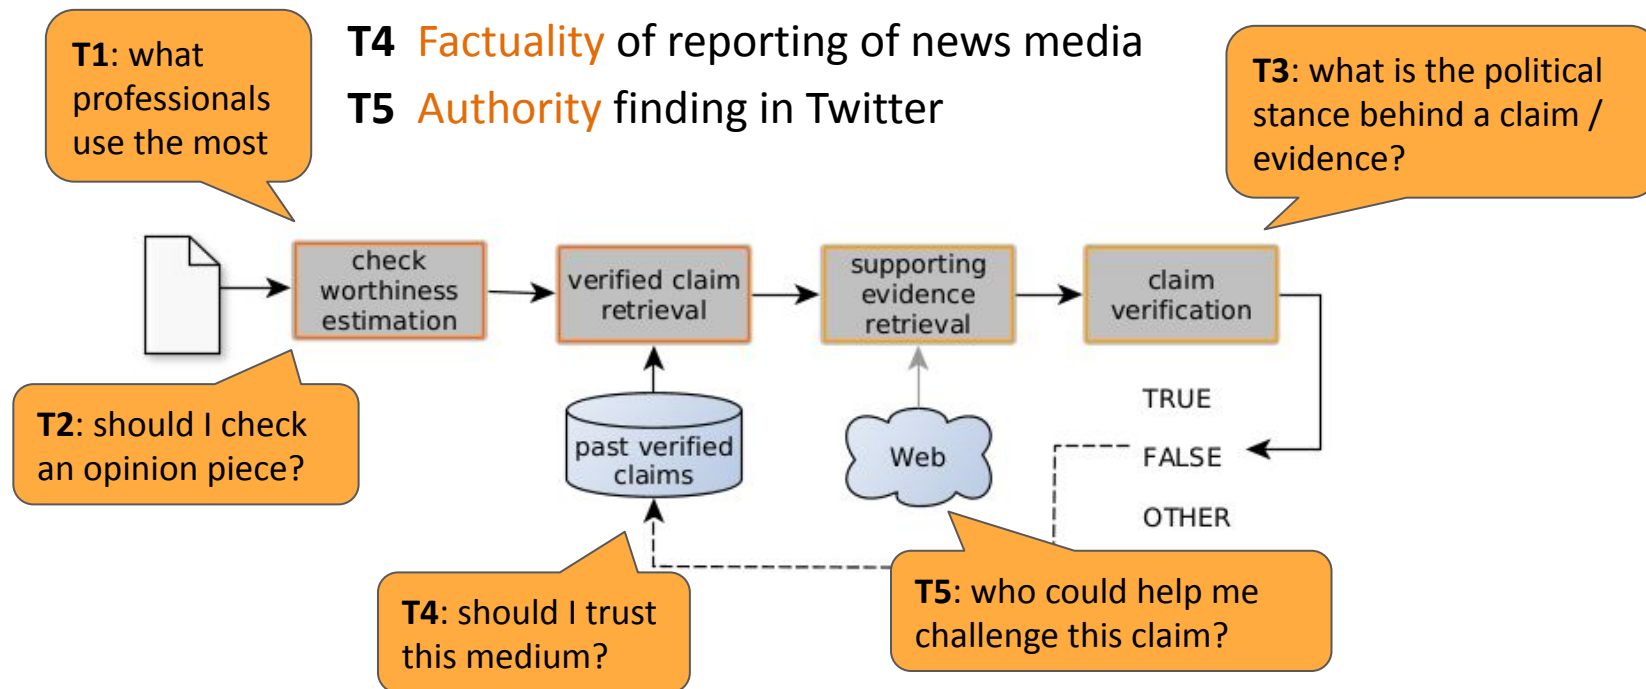 T4 Factuality of reporting of news media
T5 Authority finding in Twitter
T1: what
professionals
use the most
T3: what is the political
stance behind a claim /
evidence?
check
worthiness
estimation
verified claim
retrieval
supporting
evidence
retrieval
claim
verification
T2: should I check
an opinion piece?
past verified
claims
Web
TRUE
FALSE
OTHER
T4: should I trust
this medium?
T5: who could help me
challenge this claim?